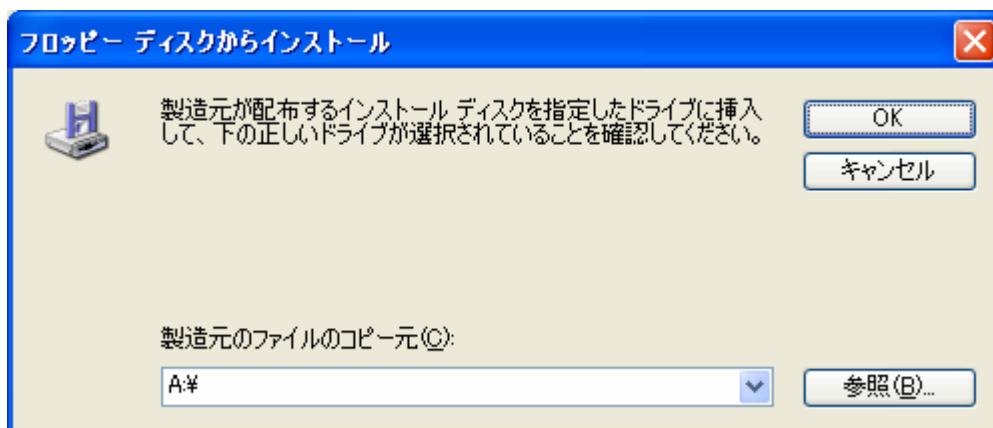 フロッピー ディスクからインストール
製造元が配布するインストール ディスクを指定したドライブに挿入
して、下の正しいドライブが選択されていることを確認してください。
OK
キャンセル
製造元のファイルのコピー元(C):
A:¥
参照(B)...